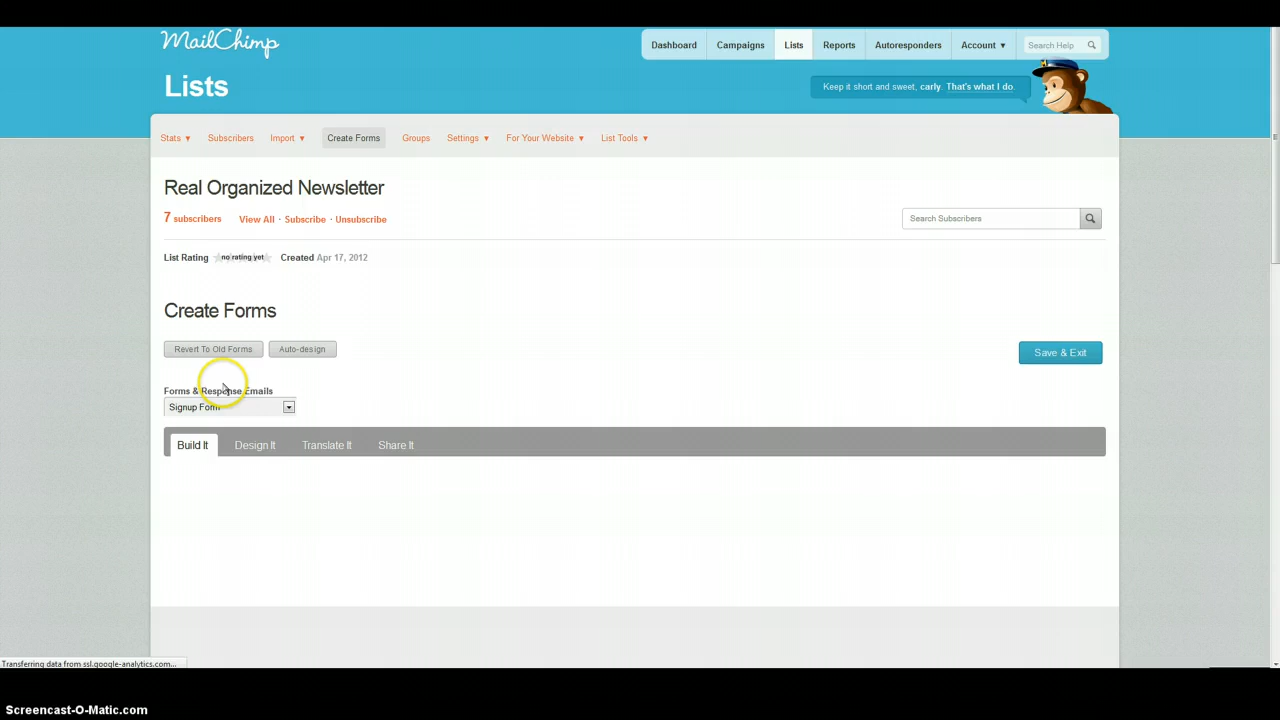 MailChimp
Dashboard Campaigns Lists Reports Autoresponders Account ▼ Search Help
Lists
Keep it short and sweet, carly. That's what I do.
Stats ▼ Subscribers Import ▼ Create Forms Groups Settings ▼ For Your Website ▼ List Tools ▼
Real Organized Newsletter
7 subscribers View All · Subscribe · Unsubscribe
Search Subscribers
List Rating no rating yet Created Apr 17, 2012
Create Forms
Revert To Old Forms Auto-design
Save & Exit
Forms & Response Emails
Signup Form
Build It Design It Translate It Share It
Transferring data from ssl.google-analytics.com...
Screencast-O-Matic.com